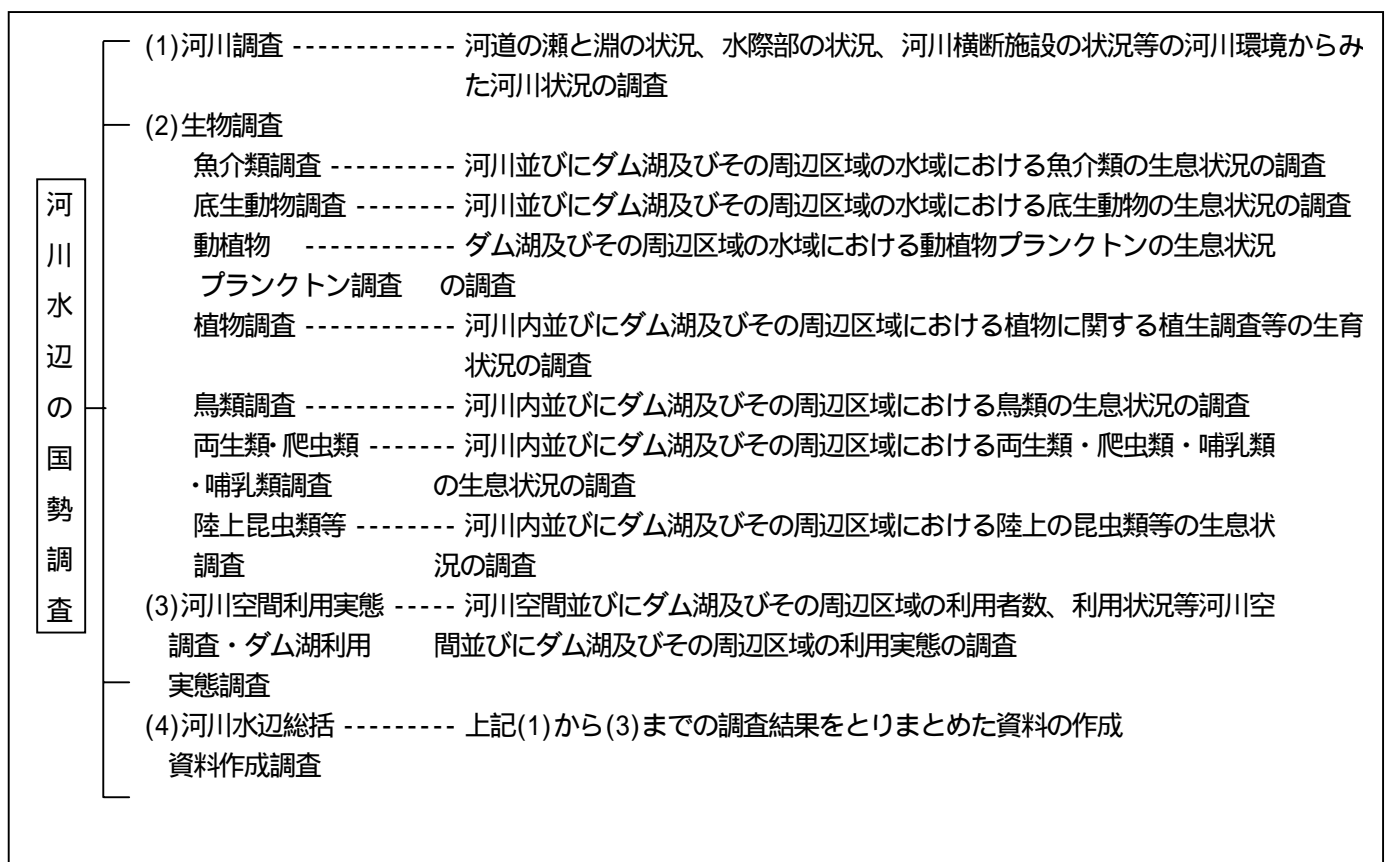 河川水辺の国勢調査
(1)河川調査 ------------- 河道の瀬と淵の状況、水際部の状況、河川横断施設の状況等の河川環境からみ
た河川状況の調査
(2)生物調査
魚介類調査 ---------- 河川並びにダム湖及びその周辺区域の水域における魚介類の生息状況の調査
底生動物調査 -------- 河川並びにダム湖及びその周辺区域の水域における底生動物の生息状況の調査
動植物 ------------ ダム湖及びその周辺区域の水域における動植物プランクトンの生息状況
プランクトン調査 の調査
植物調査 ------------ 河川内並びにダム湖及びその周辺区域における植物に関する植生調査等の生育
状況の調査
鳥類調査 ------------ 河川内並びにダム湖及びその周辺区域における鳥類の生息状況の調査
両生類・爬虫類 ------- 河川内並びにダム湖及びその周辺区域における両生類・爬虫類・哺乳類
・哺乳類調査 の生息状況の調査
陸上昆虫類等 -------- 河川内並びにダム湖及びその周辺区域における陸上の昆虫類等の生息状
調査 況の調査
(3)河川空間利用実態 ----- 河川空間並びにダム湖及びその周辺区域の利用者数、利用状況等河川空
調査・ダム湖利用 間並びにダム湖及びその周辺区域の利用実態の調査
実態調査
(4)河川水辺総括 --------- 上記(1)から(3)までの調査結果をとりまとめた資料の作成
資料作成調査